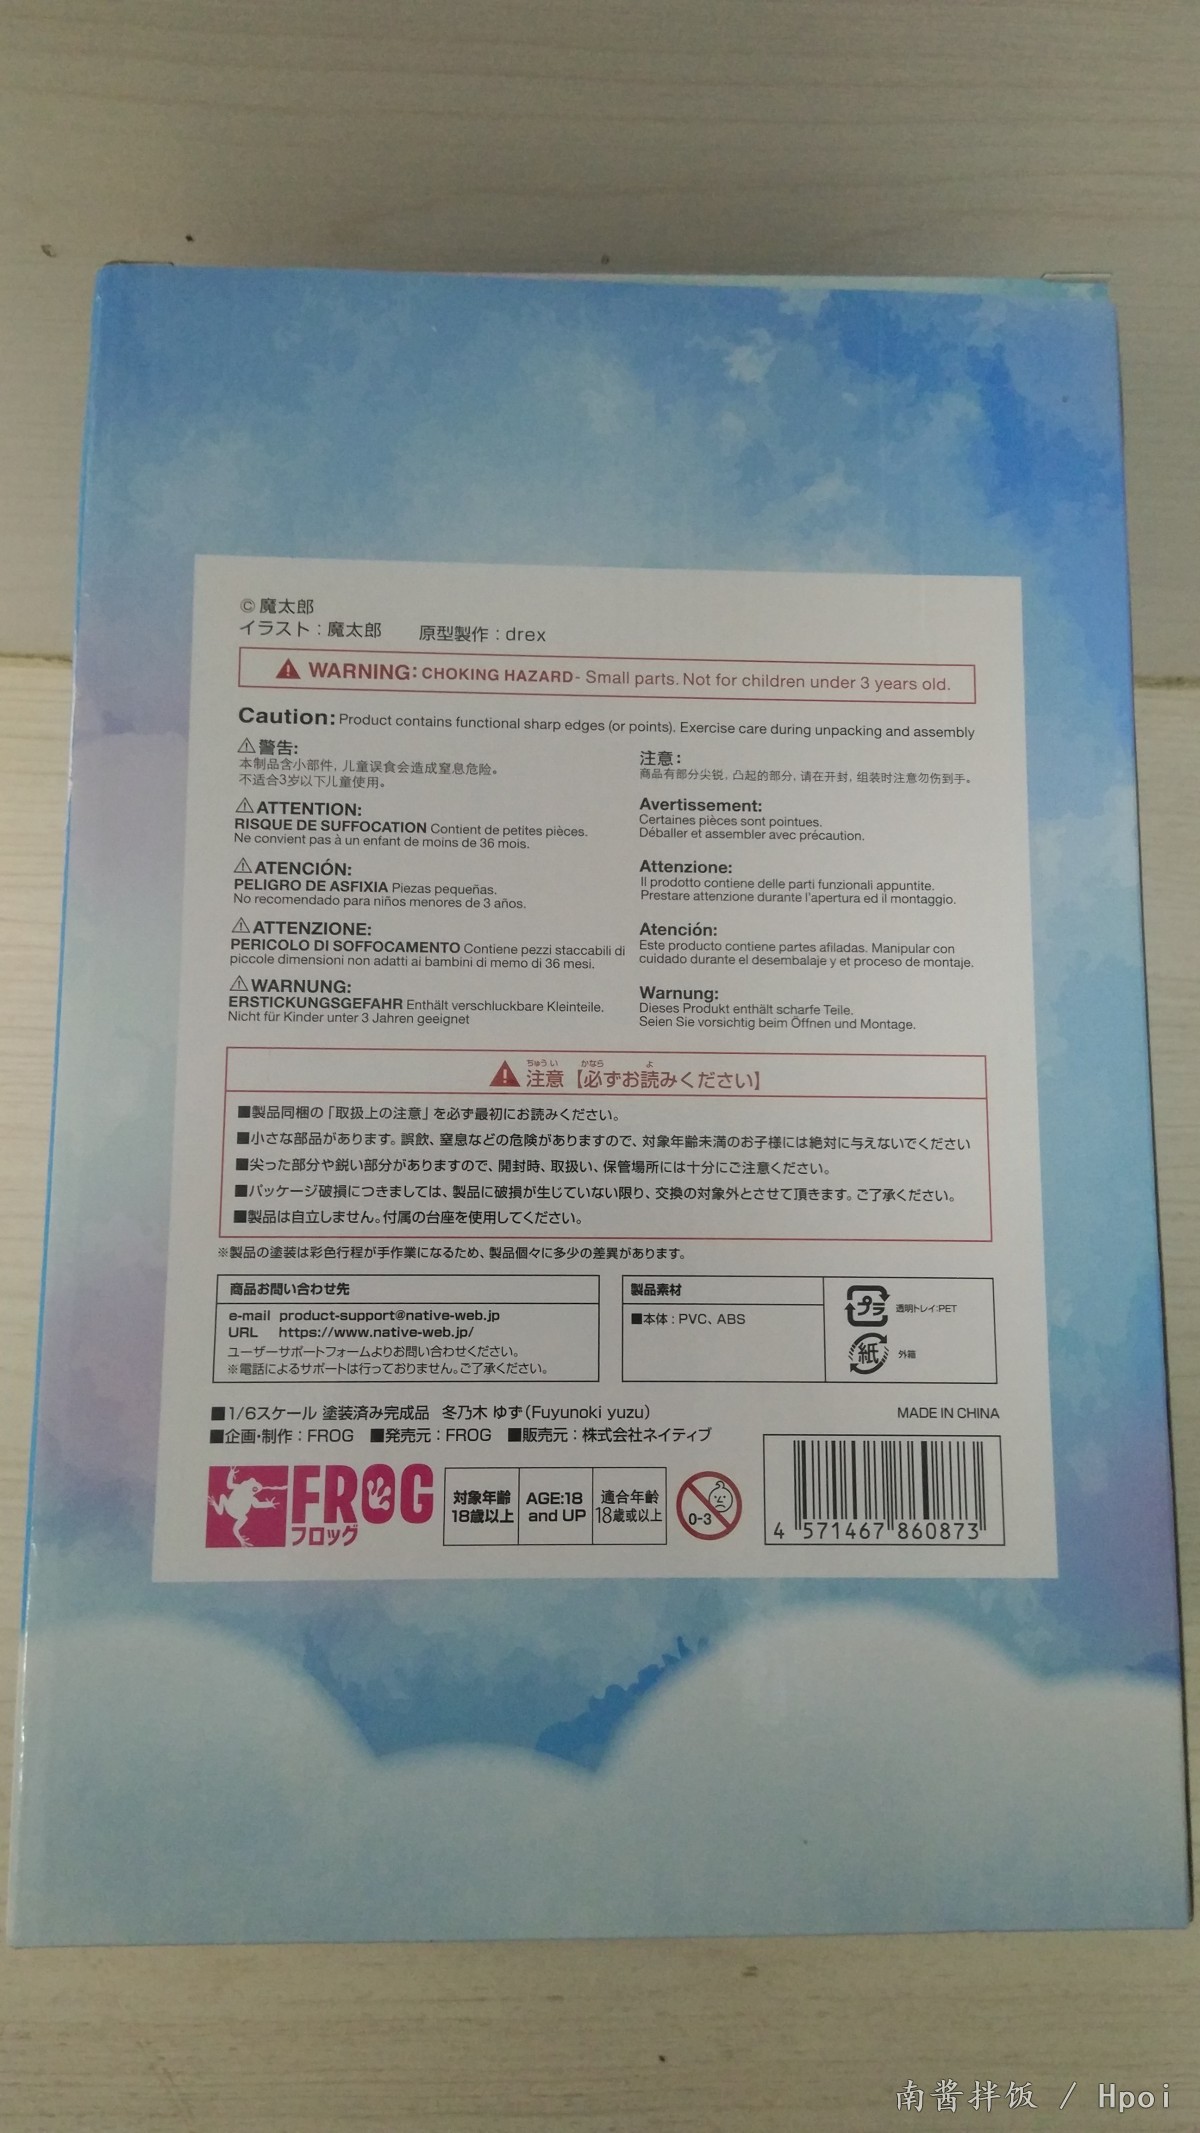 ©魔太郎
イラスト：魔太郎　原型製作：drex
WARNING: CHOKING HAZARD- Small parts. Not for children under 3 years old.
Caution: Product contains functional sharp edges (or points). Exercise care during unpacking and assembly
警告:
本制品含小部件, 儿童误食会造成窒息危险。
不适合3岁以下儿童使用。
注意:
商品有部分尖锐, 凸起的部分, 请在开封, 组装时注意勿伤到手。
ATTENTION:
RISQUE DE SUFFOCATION Contient de petites pièces.
Ne convient pas à un enfant de moins de 36 mois.
Avertissement:
Certaines pièces sont pointues.
Déballer et assembler avec précaution.
ATENCIÓN:
PELIGRO DE ASFIXIA Piezas pequeñas.
No recomendado para niños menores de 3 años.
Attenzione:
Il prodotto contiene delle parti funzionali appuntite.
Prestare attenzione durante l'apertura ed il montaggio.
ATTENZIONE:
PERICOLO DI SOFFOCAMENTO Contiene pezzi staccabili di
piccole dimensioni non adatti ai bambini di memo di 36 mesi.
Atención:
Este producto contiene partes afiladas. Manipular con
cuidado durante el desembalaje y et proceso de montaje.
WARNUNG:
ERSTICKUNGSGEFAHR Enthält verschluckbare Kleinteile.
Nicht für Kinder unter 3 Jahren geeignet
Warnung:
Dieses Produkt enthält scharfe Teile.
Seien Sie vorsichtig beim Öffnen und Montage.
ちゅうい　かなら　よ
注意【必ずお読みください】
■製品同梱の「取扱上の注意」を必ず最初にお読みください。
■小さな部品があります。誤飲、窒息などの危険がありますので、対象年齢未満のお子様には絶対に与えないでください
■尖った部分や鋭い部分がありますので、開封時、取扱い、保管場所には十分にご注意ください。
■パッケージ破損につきましては、製品に破損が生じていない限り、交換の対象外とさせて頂きます。ご了承ください。
■製品は自立しません。付属の台座を使用してください。
※製品の塗装は彩色行程が手作業になるため、製品個々に多少の差異があります。
商品お問い合わせ先
e-mail product-support@native-web.jp
URL https://www.native-web.jp/
ユーザーサポートフォームよりお問い合わせください。
※電話によるサポートは行っておりません。ご了承ください。
製品素材
■本体：PVC、ABS
プラ 透明トレイ:PET
紙 外箱
■1/6スケール 塗装済み完成品 冬乃木 ゆず（Fuyunoki yuzu）
MADE IN CHINA
■企画・制作：FROG ■発売元：FROG ■販売元：株式会社ネイティブ
FROG
フロッグ
対象年齢
18歳以上
AGE:18
and UP
適合年齡
18歲或以上
0-3
4 571467 860873
南酱拌饭 / Hpoi